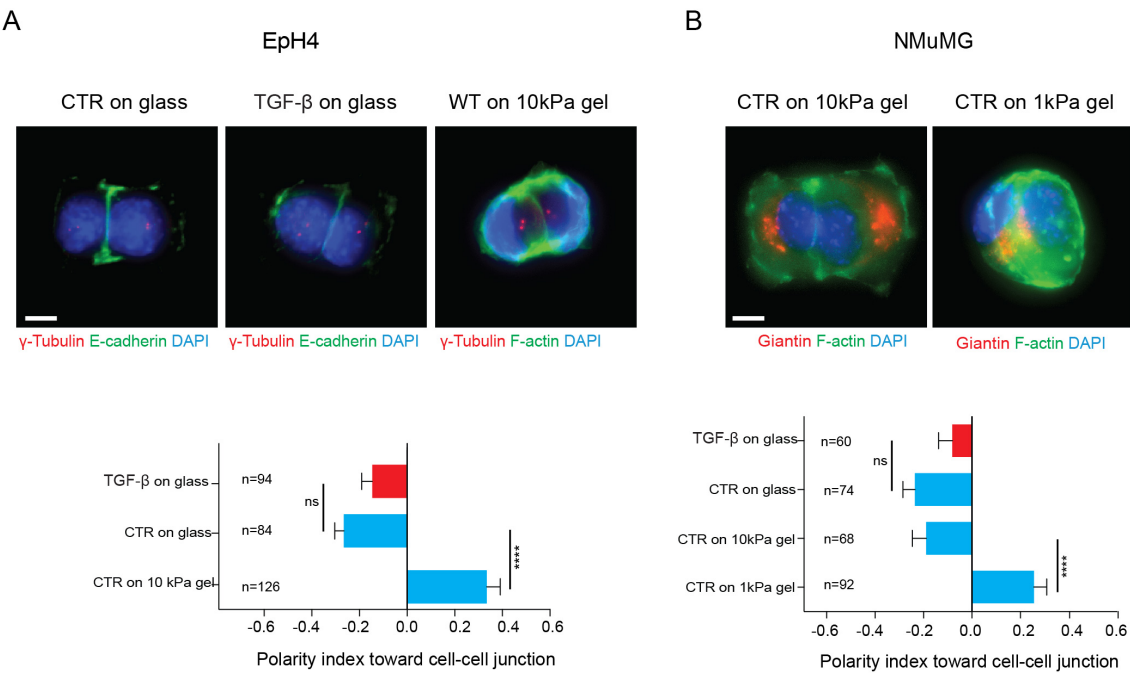 A
EpH4
CTR on glass
TGF-β on glass
WT on 10kPa gel
γ-Tubulin E-cadherin DAPI
γ-Tubulin E-cadherin DAPI
γ-Tubulin F-actin DAPI
TGF-β on glass
n=94
ns
CTR on glass
n=84
****
CTR on 10 kPa gel
n=126
-0.6 -0.4 -0.2 0.0 0.2 0.4 0.6
Polarity index toward cell-cell junction
B
NMuMG
CTR on 10kPa gel
CTR on 1kPa gel
Giantin F-actin DAPI
Giantin F-actin DAPI
TGF-β on glass
n=60
ns
CTR on glass
n=74
CTR on 10kPa gel
n=68
****
CTR on 1kPa gel
n=92
-0.6 -0.4 -0.2 0.0 0.2 0.4 0.6
Polarity index toward cell-cell junction